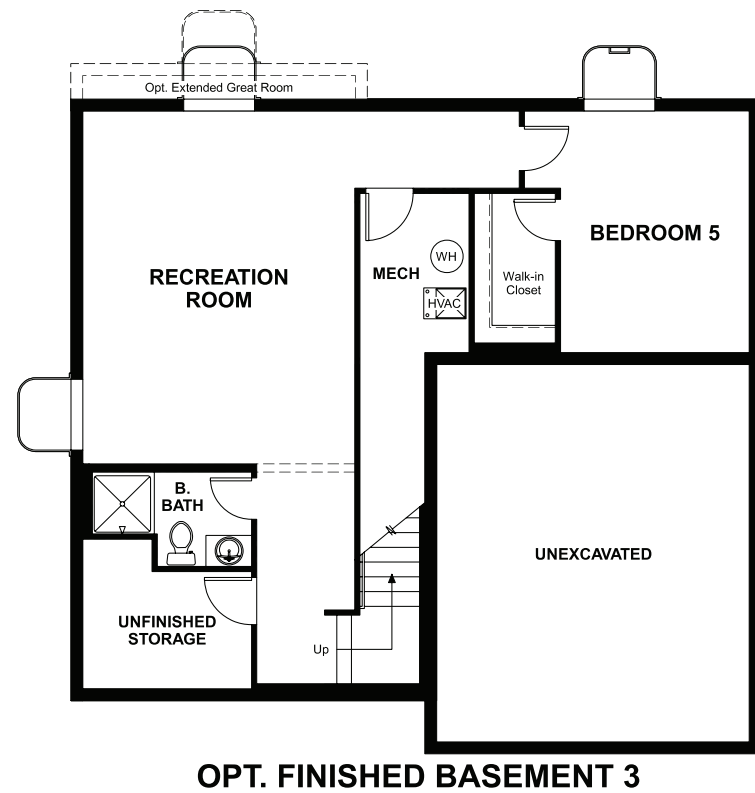 Opt. Extended Great Room
BEDROOM 5
RECREATION
ROOM
MECH
WH
HVAC
Walk-in
Closet
B.
BATH
UNEXCAVATED
UNFINISHED
STORAGE
Up
OPT. FINISHED BASEMENT 3